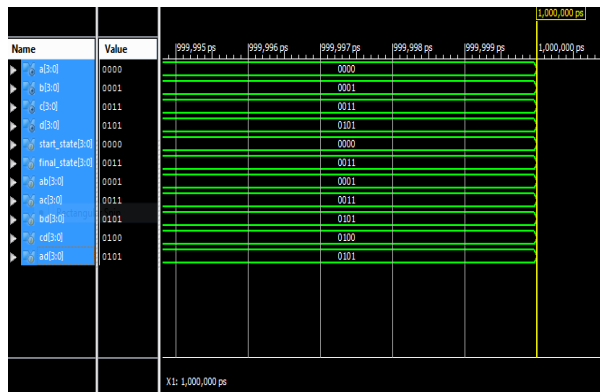 1,000,000 ps
Name Value 999,995 ps 999,996 ps 999,997 ps 999,998 ps 999,999 ps 1,000,000 ps
a[3:0] 0000 0000
b[3:0] 0001 0001
c[3:0] 0011 0011
d[3:0] 0101 0101
start_state[3:0] 0000 0000
final_state[3:0] 0011 0011
ab[3:0] 0001 0001
ac[3:0] 0011 0011
bd[3:0] 0101 0101
cd[3:0] 0100 0100
ad[3:0] 0101 0101
X1: 1,000,000 ps